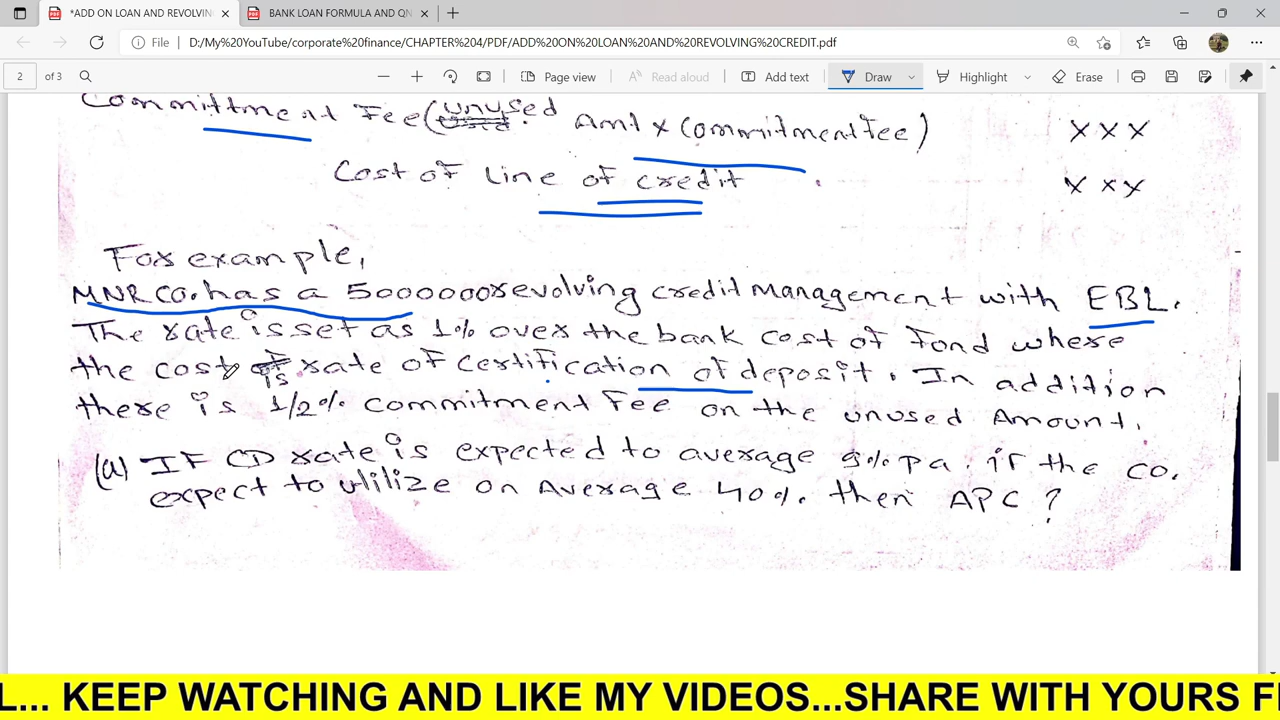 *ADD ON LOAN AND REVOLVIN
BANK LOAN FORMULA AND QN
File
D:/My%20YouTube/corporate%20finance/CHAPTER%204/PDF/ADD%20ON%20LOAN%20AND%20REVOLVING%20CREDIT.pdf
2 of 3
Page view
Read aloud
Add text
Draw
Highlight
Erase
Committment Fee (unused Amt x Commitment Fee) XXX
Cost of Line of credit. XXY
For example,
MNR CO. has a 5000000 revolving credit management with EBL.
The rate is set as 1% over the bank cost of Fond where
the cost is rate of certification of deposit. In addition
there is 1/2% commitment Fee on the unused Amount.
(a) IF CD rate is expected to average 9% Pa. if the co.
expect to utilize on Average 40%. then APC ?
L... KEEP WATCHING AND LIKE MY VIDEOS...SHARE WITH YOURS F